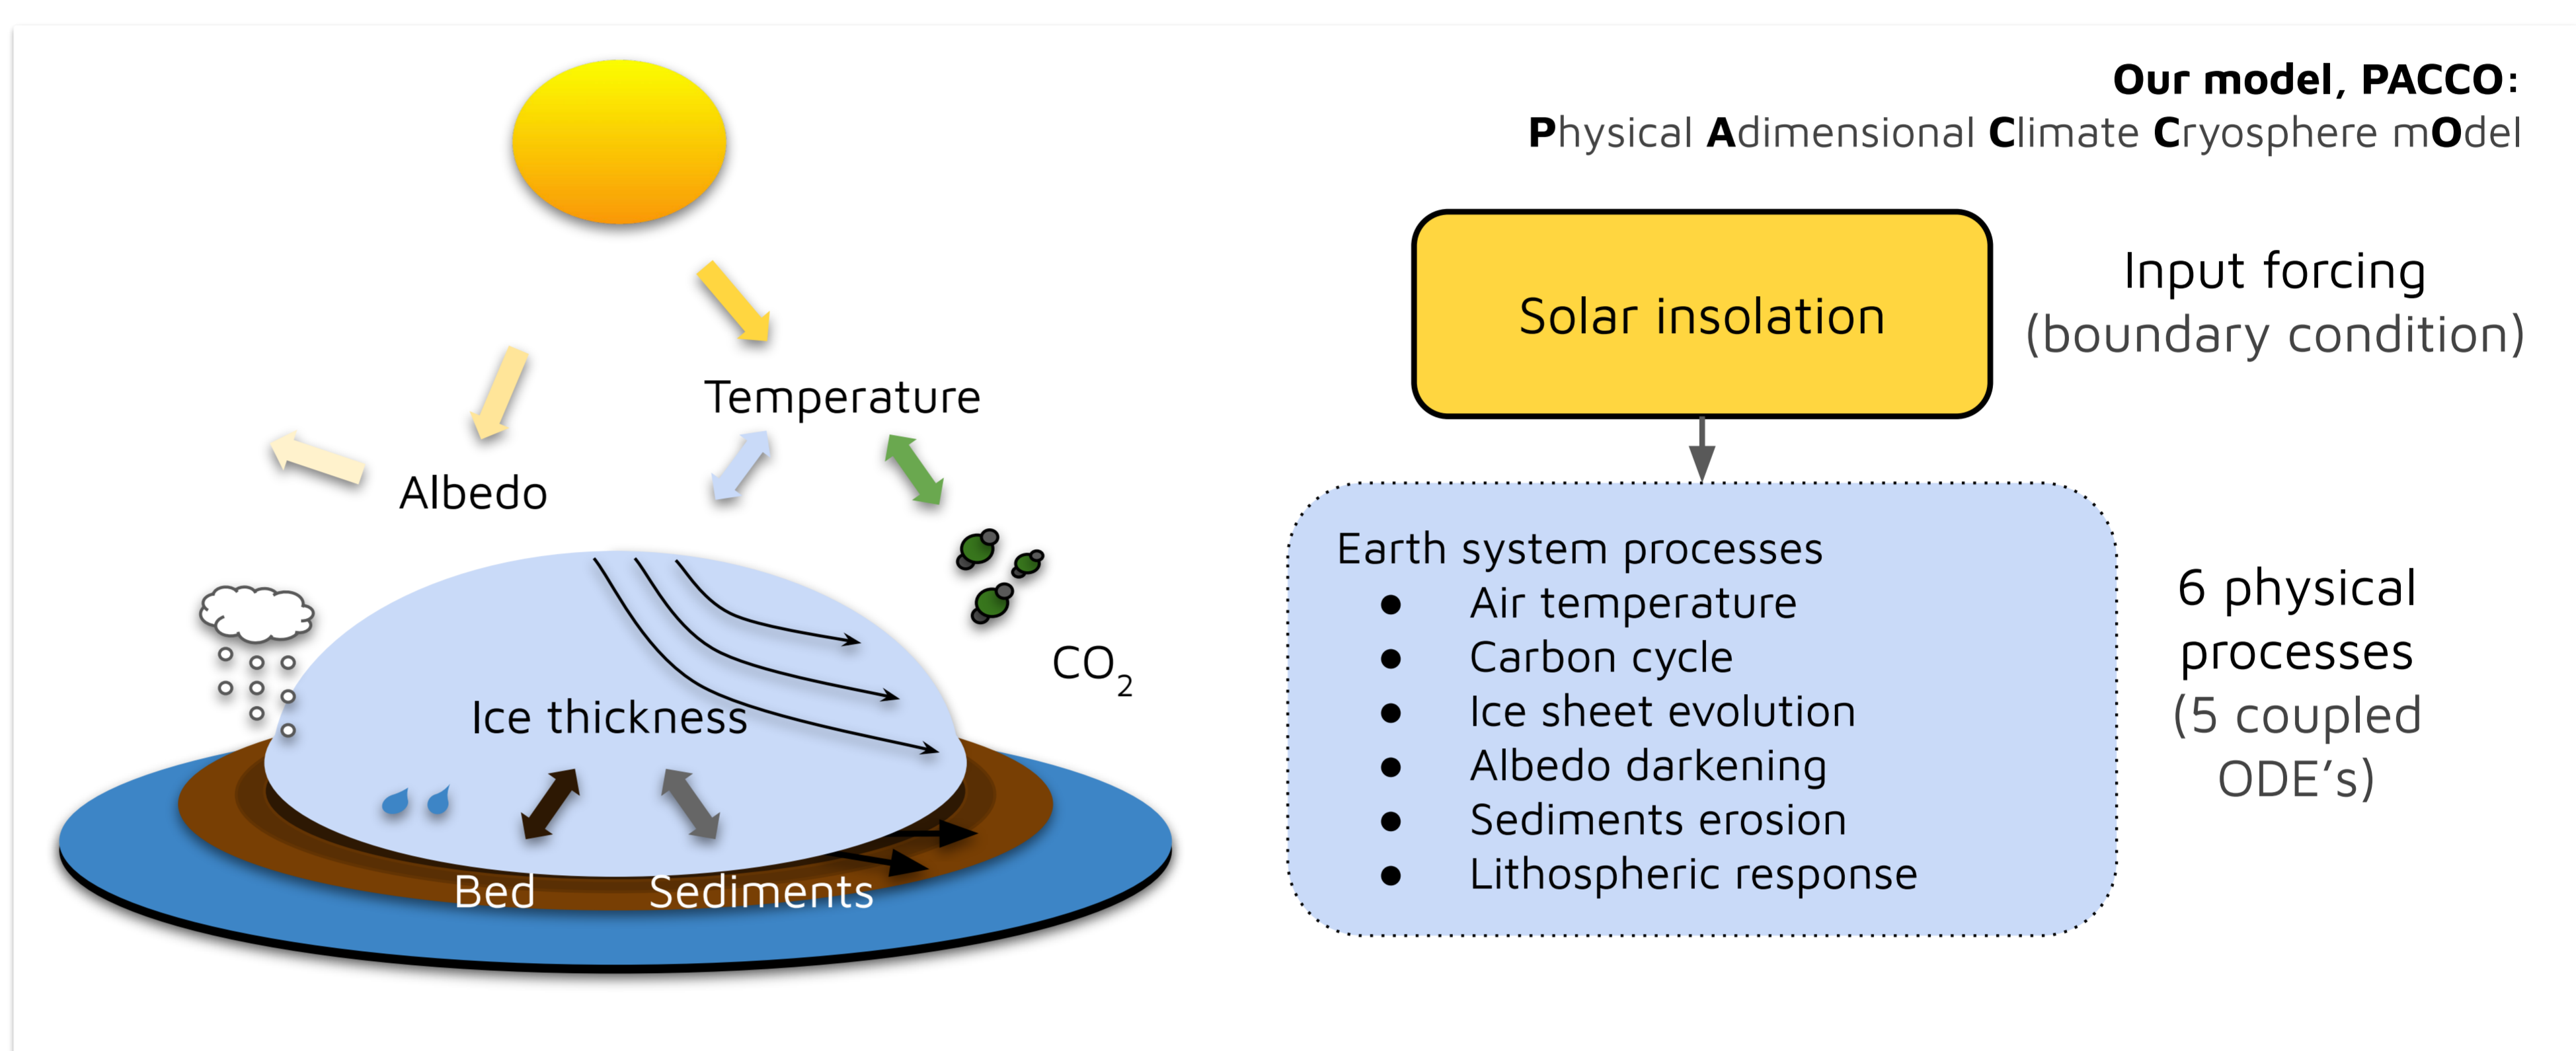 Our model, PACCO:
Physical Adimensional Climate Cryosphere mOdel
Temperature
Albedo
CO₂
Ice thickness
Bed
Sediments
Solar insolation
Input forcing
(boundary condition)
Earth system processes
● Air temperature
● Carbon cycle
● Ice sheet evolution
● Albedo darkening
● Sediments erosion
● Lithospheric response
6 physical
processes
(5 coupled
ODE’s)